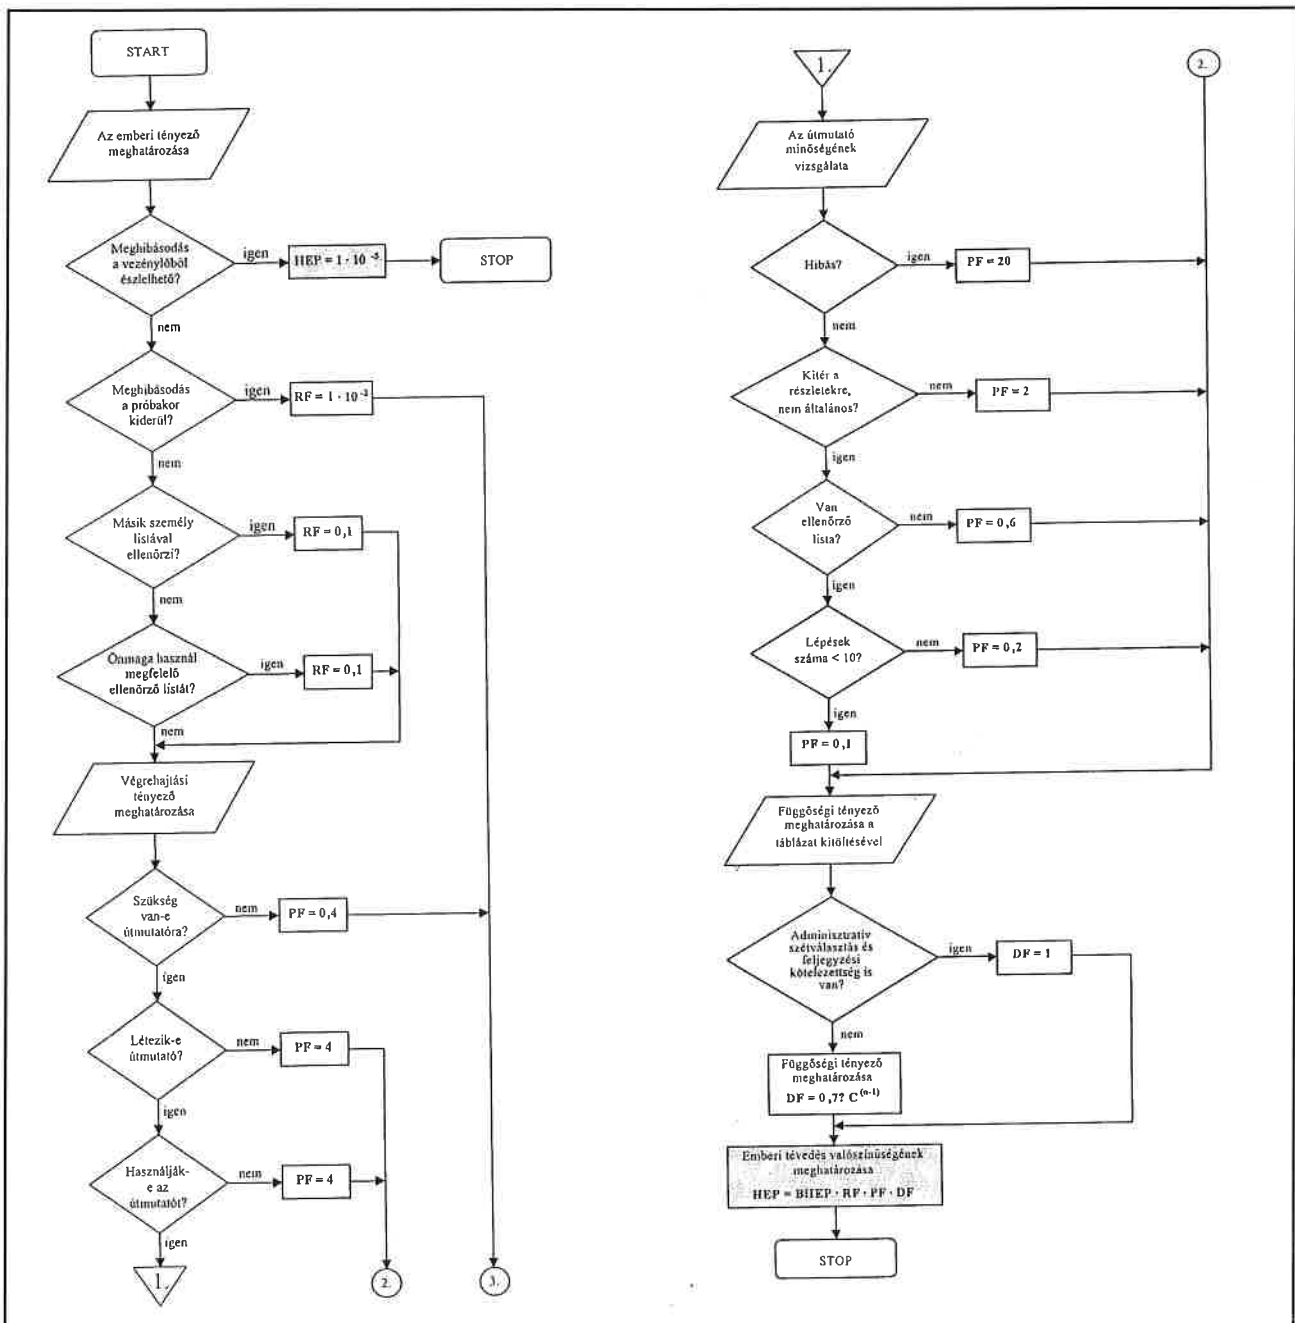 START
Az emberi tényező
meghatározása
Meghibásodás
a vezénylőből
észlelhető?
igen
HEP = 1 · 10 -5
STOP
nem
Meghibásodás
a próbakor
kiderül?
igen
RF = 1 · 10 -2
nem
Másik személy
listával
ellenőrzi?
igen
RF = 0,1
nem
Önmaga használ
megfelelő
ellenőrző listát?
igen
RF = 0,1
nem
Végrehajtási
tényező
meghatározása
Szükség
van-e
útmutatóra?
nem
PF = 0,4
igen
Létezik-e
útmutató?
nem
PF = 4
igen
Használják-
e az
útmutatót?
nem
PF = 4
igen
1.
2.
3.
1.
2.
Az útmutató
minőségének
vizsgálata
Hibás?
igen
PF = 20
nem
Kitér a
részletekre,
nem általános?
nem
PF = 2
igen
Van
ellenőrző
lista?
nem
PF = 0,6
igen
Lépések
száma < 10?
nem
PF = 0,2
igen
PF = 0,1
Függőségi tényező
meghatározása a
táblázat kitöltésével
Adminisztratív
szétválasztás és
feljegyzési
kötelezettség is
van?
igen
DF = 1
nem
Függőségi tényező
meghatározása
DF = 0,7? C(n-1)
Emberi tévedés valószínűségének
meghatározása
HEP = BHEP · RF · PF · DF
STOP